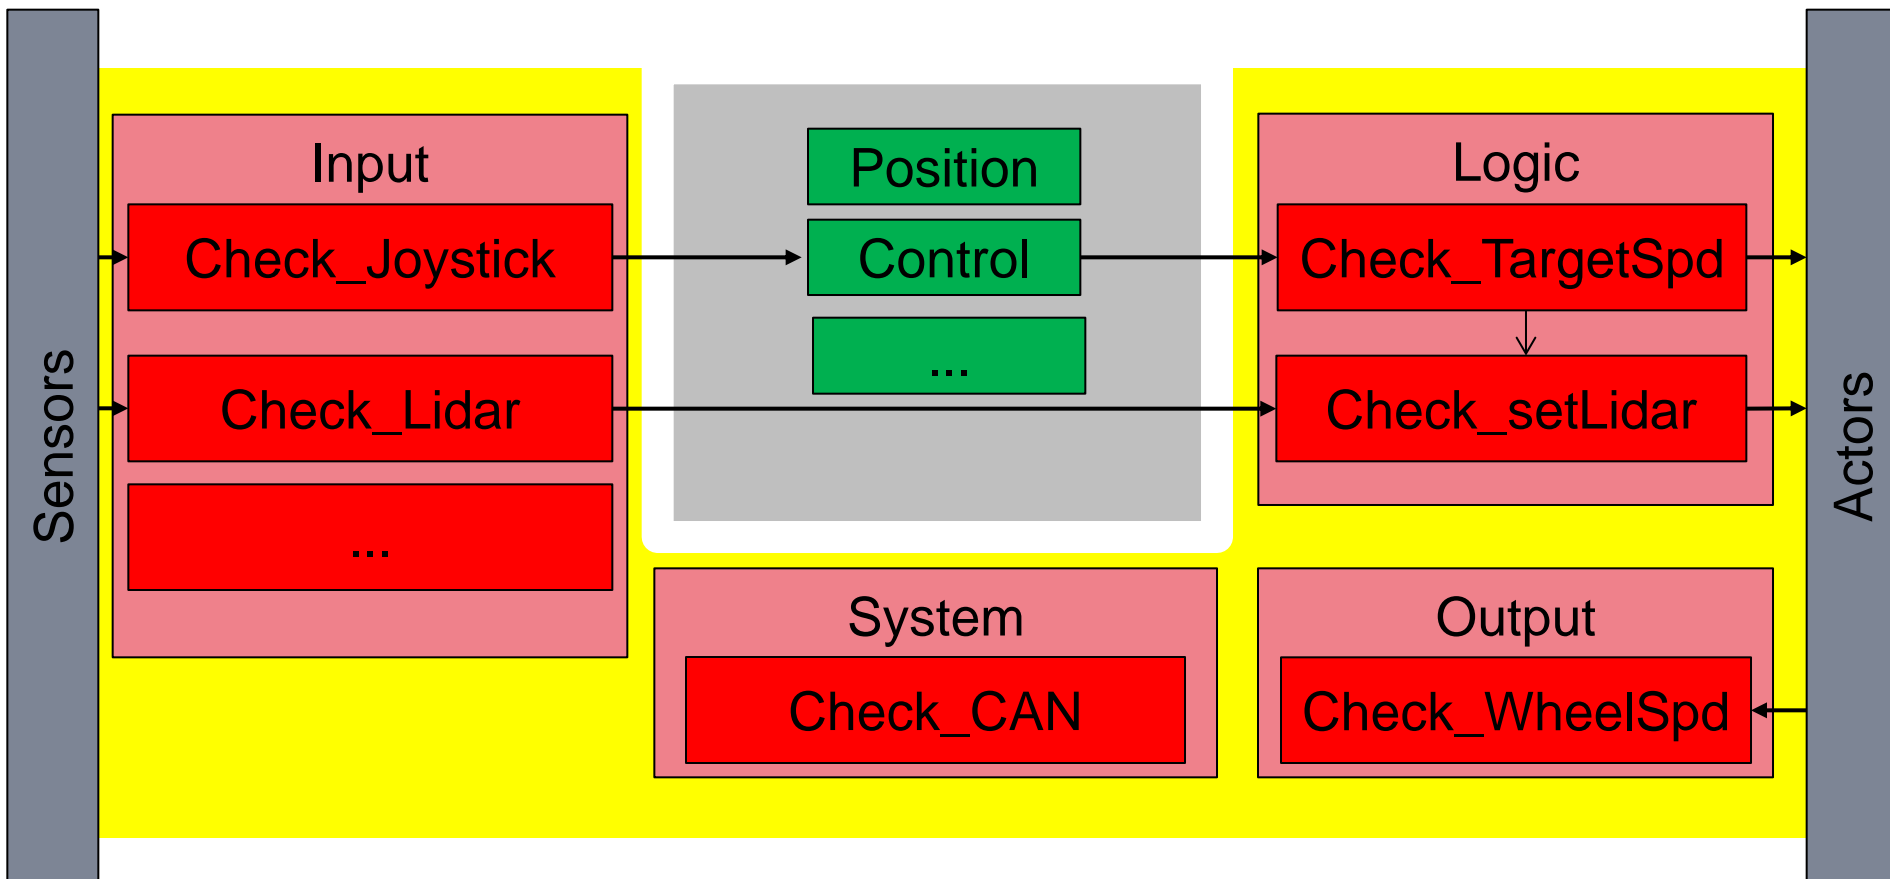 Sensors
Input
Check_Joystick
Check_Lidar
...
Position
Control
...
System
Check_CAN
Logic
Check_TargetSpd
Check_setLidar
Output
Check_WheelSpd
Actors